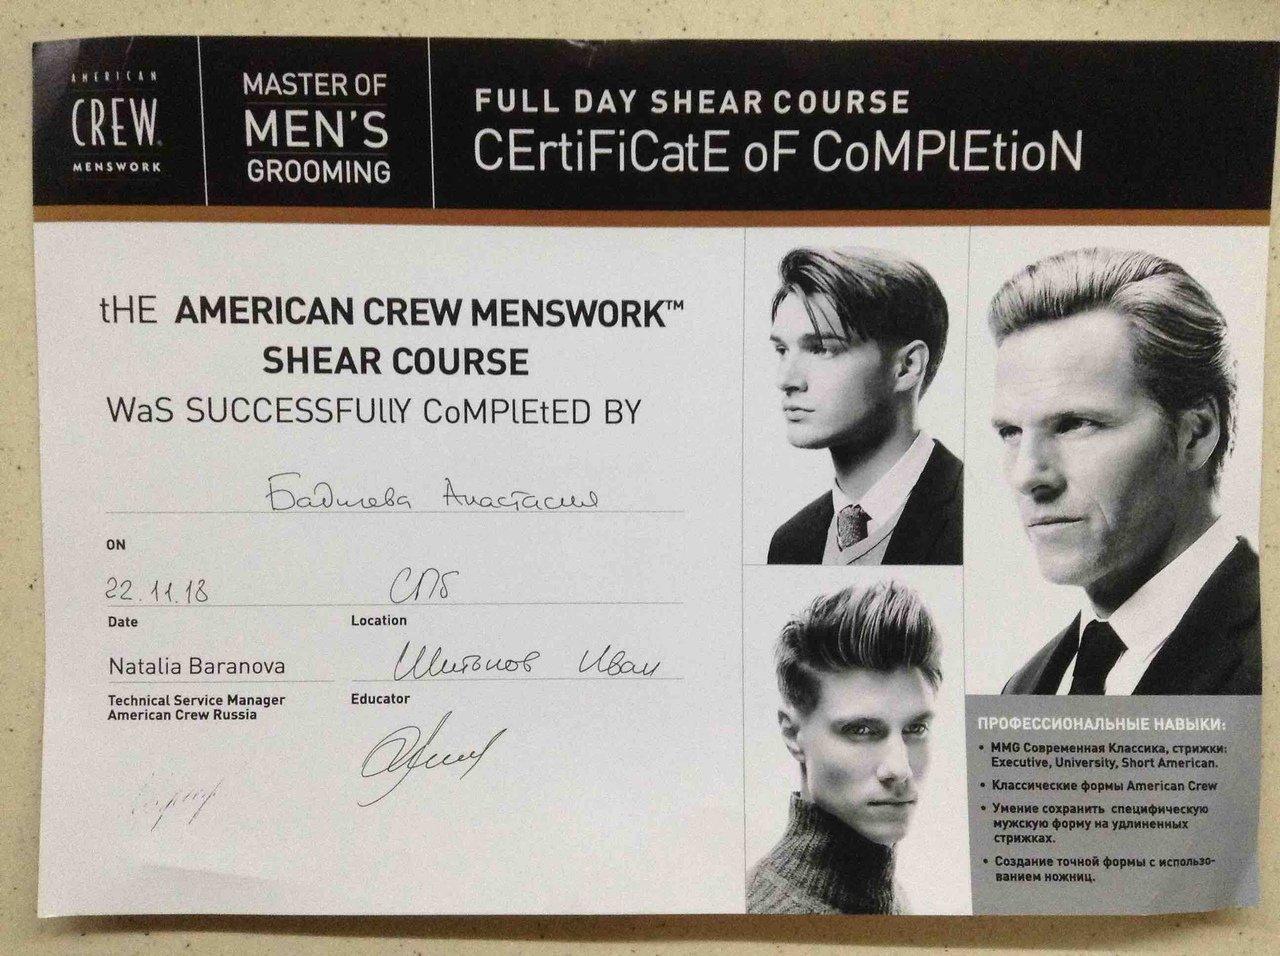 AMERICAN
CREW
MENSWORK
MASTER OF
MEN'S
GROOMING
FULL DAY SHEAR COURSE
CErtiFiCatE oF CoMPlEtioN
tHE AMERICAN CREW MENSWORK™
SHEAR COURSE
WaS SUCCESSFUllY CoMPlEtED BY
Анастасия
ON
22.11.18 СПб
Date Location
Natalia Baranova Иван
Technical Service Manager Educator
American Crew Russia
ПРОФЕССИОНАЛЬНЫЕ НАВЫКИ:
• MMG Современная Классика, стрижки:
Executive, University, Short American.
• Классические формы American Crew
• Умение сохранить специфическую
мужскую форму на удлиненных
стрижках.
• Создание точной формы с использо-
ванием ножниц.